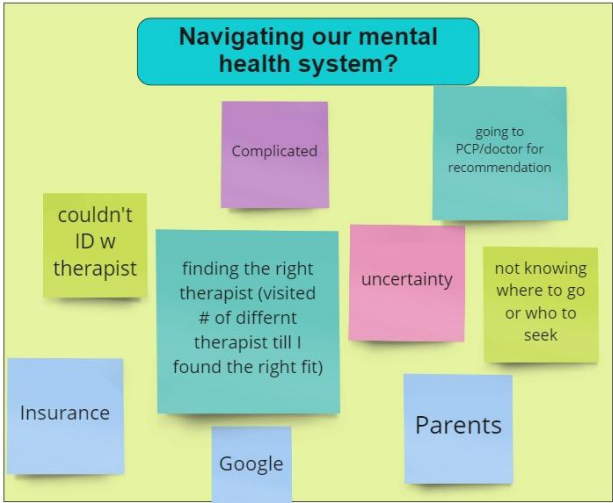 Navigating our mental
health system?
Complicated
going to
PCP/doctor for
recommendation
couldn't
ID w
therapist
finding the right
therapist (visited
# of differnt
therapist till I
found the right fit)
uncertainty
not knowing
where to go
or who to
seek
Insurance
Google
Parents